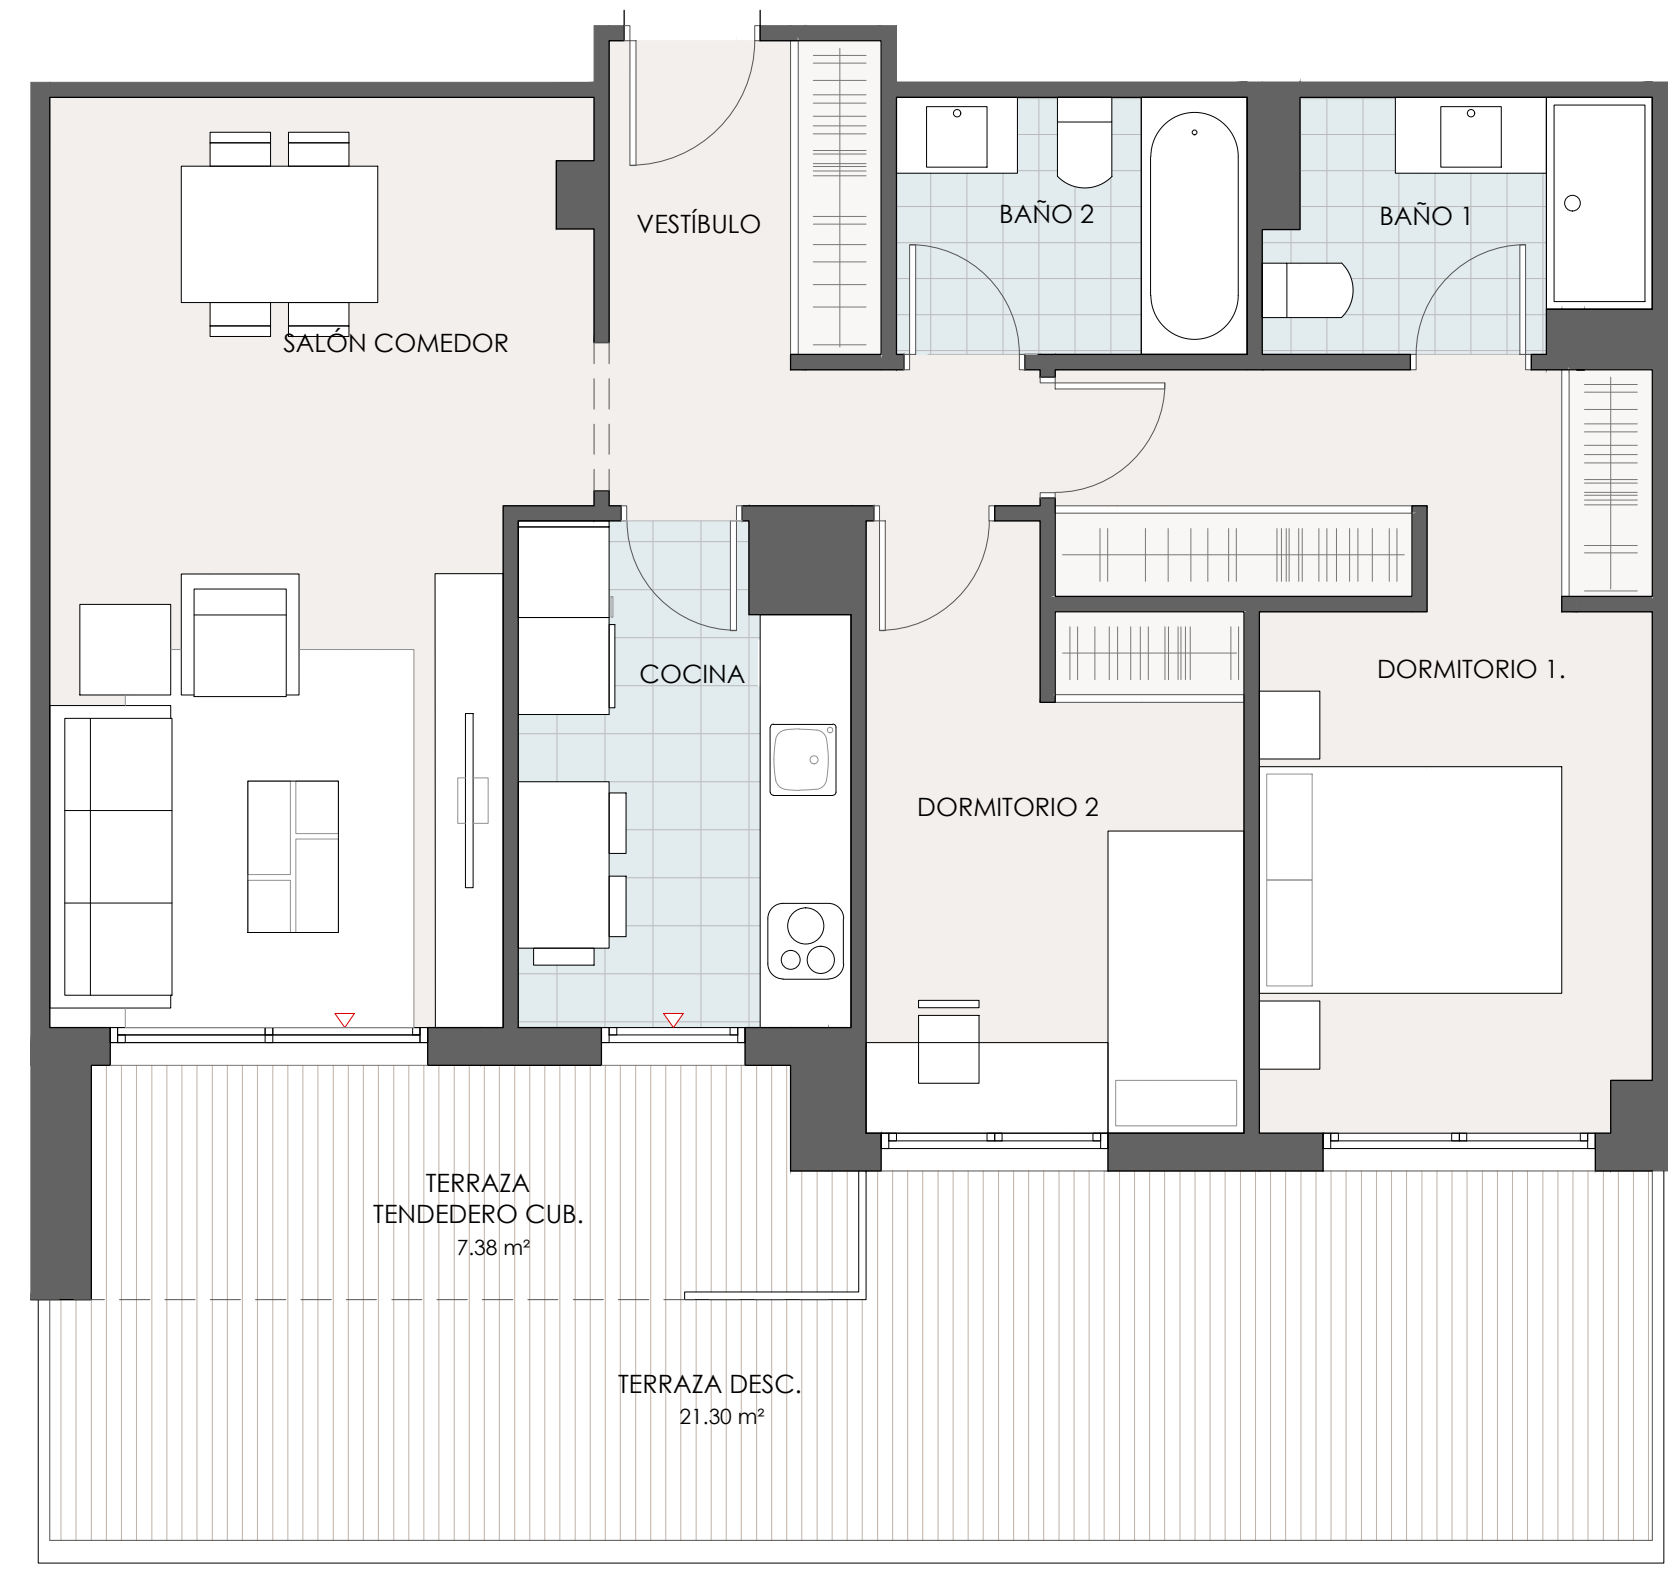 VESTÍBULO
BAÑO 2
BAÑO 1
SALÓN COMEDOR
COCINA
DORMITORIO 1.
DORMITORIO 2
TERRAZA
TENDEDERO CUB.
7.38 m²
TERRAZA DESC.
21.30 m²